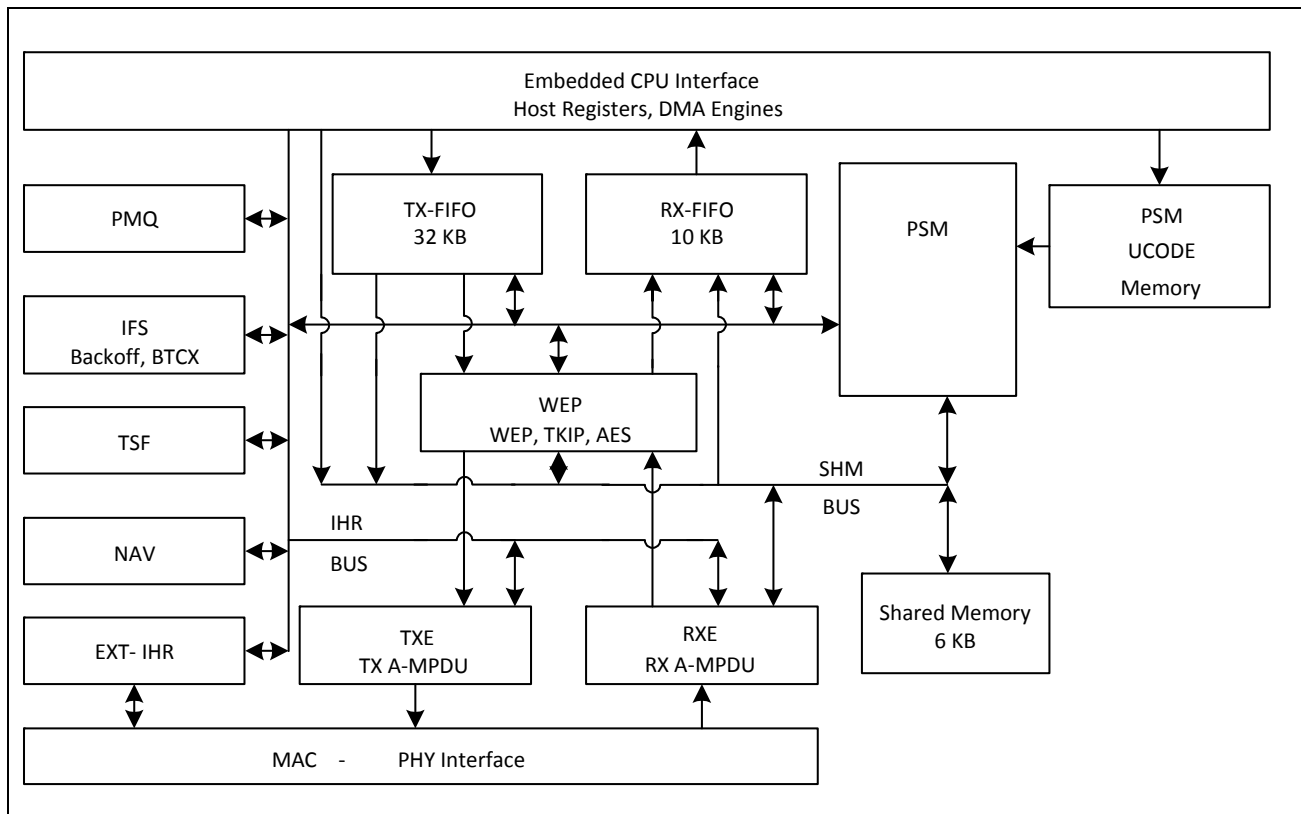 Embedded CPU Interface
Host Registers, DMA Engines
PMQ
TX-FIFO
32 KB
RX-FIFO
10 KB
PSM
PSM
UCODE
Memory
IFS
Backoff, BTCX
WEP
WEP, TKIP, AES
TSF
SHM
BUS
IHR
BUS
NAV
Shared Memory
6 KB
EXT- IHR
TXE
TX A-MPDU
RXE
RX A-MPDU
MAC - PHY Interface